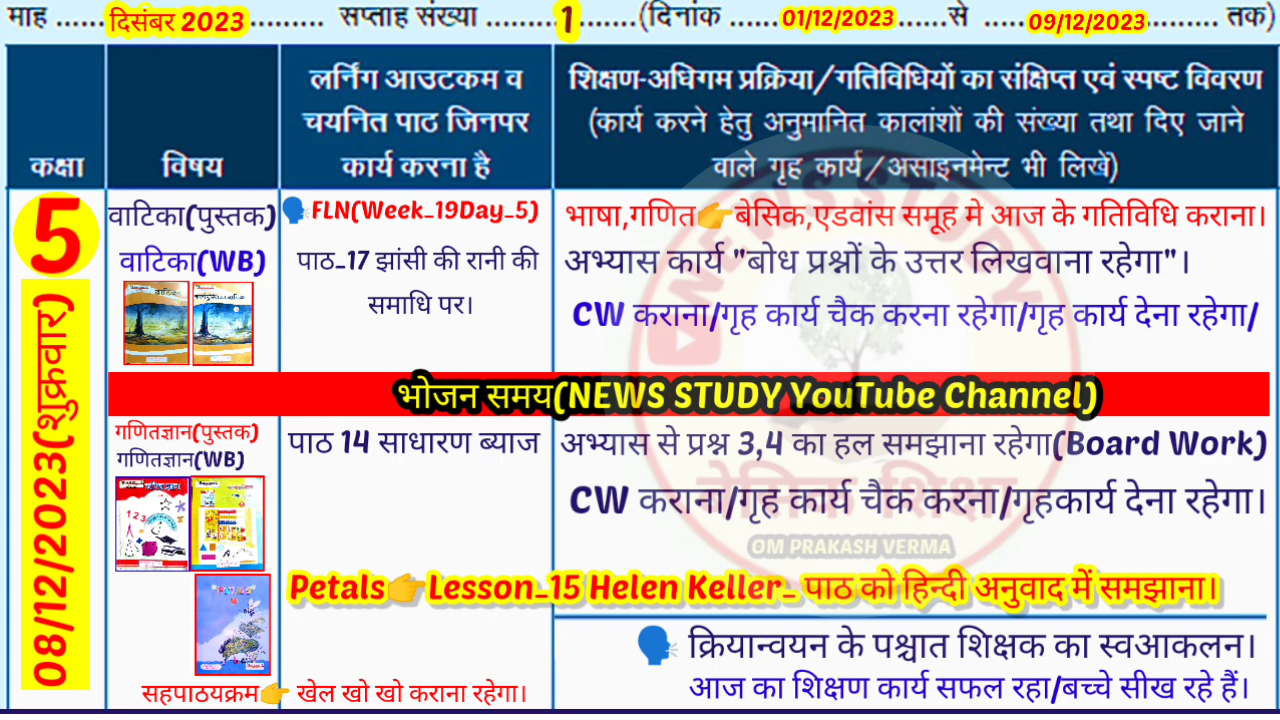 माह ...... दिसंबर 2023 .......... सप्ताह संख्या ......... 1 ........(दिनांक ...... 01/12/2023 ......से ..... 09/12/2023 ......... तक)
कक्षा
विषय
लर्निंग आउटकम व
चयनित पाठ जिनपर
कार्य करना है
शिक्षण-अधिगम प्रक्रिया/गतिविधियों का संक्षिप्त एवं स्पष्ट विवरण
(कार्य करने हेतु अनुमानित कालांशों की संख्या तथा दिए जाने
वाले गृह कार्य/असाइनमेन्ट भी लिखें)
5
08/12/2023(शुक्रवार)
वाटिका(पुस्तक)
वाटिका(WB)
🗣️FLN(Week_19Day_5)
पाठ_17 झांसी की रानी की
समाधि पर।
भाषा,गणित👉बेसिक,एडवांस समूह मे आज के गतिविधि कराना।
अभ्यास कार्य "बोध प्रश्नों के उत्तर लिखवाना रहेगा"।
CW कराना/गृह कार्य चैक करना रहेगा/गृह कार्य देना रहेगा/
NEWS STUDY
भोजन समय(NEWS STUDY YouTube Channel)
गणितज्ञान(पुस्तक)
गणितज्ञान(WB)
पाठ 14 साधारण ब्याज
अभ्यास से प्रश्न 3,4 का हल समझाना रहेगा(Board Work)
CW कराना/गृह कार्य चैक करना/गृहकार्य देना रहेगा।
OM PRAKASH VERMA
Petals👉Lesson_15 Helen Keller_ पाठ को हिन्दी अनुवाद में समझाना।
🗣️ क्रियान्वयन के पश्चात शिक्षक का स्वआकलन।
आज का शिक्षण कार्य सफल रहा/बच्चे सीख रहे हैं।
सहपाठयक्रम👉 खेल खो खो कराना रहेगा।